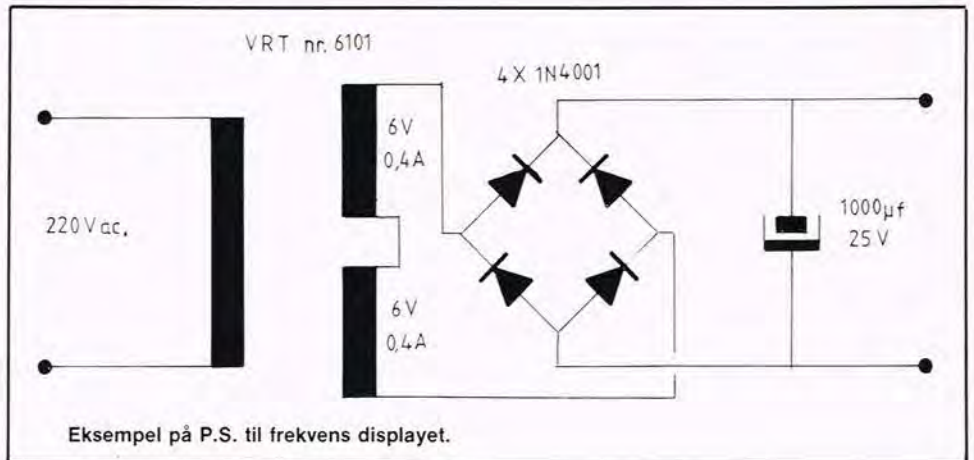 VRT nr. 6101
4 X 1N4001
6V
0,4A
220Vac.
1000µf
25V
6V
0,4A
Eksempel på P.S. til frekvens displayet.